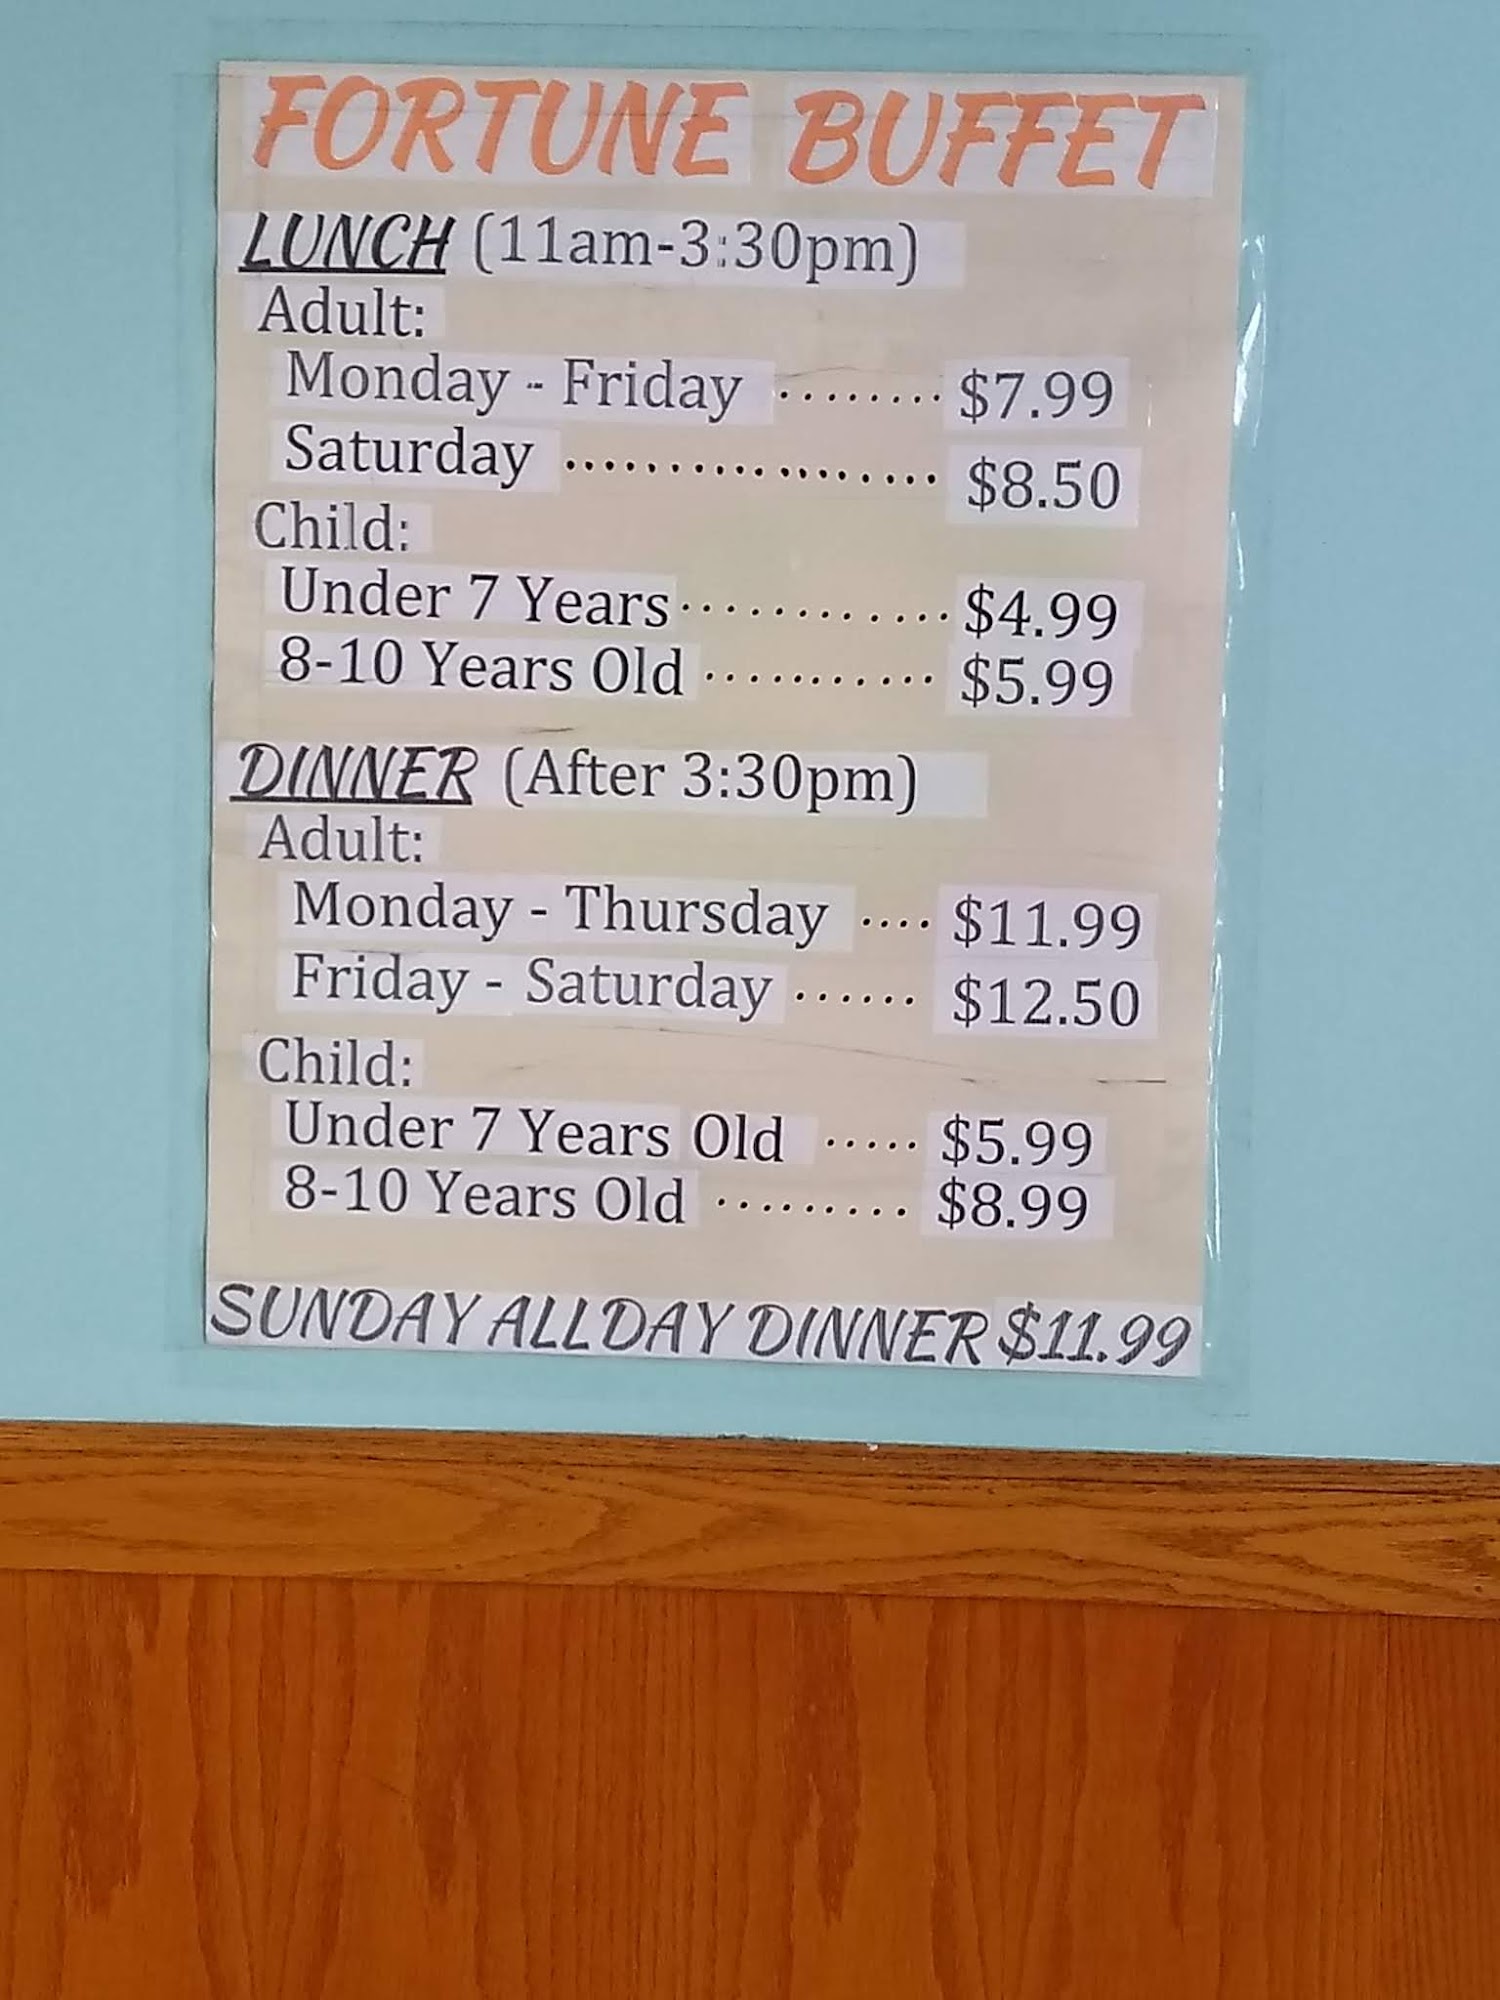 FORTUNE BUFFET
LUNCH (11am-3:30pm)
Adult:
Monday - Friday ........ $7.99
Saturday .................. $8.50
Child:
Under 7 Years ............ $4.99
8-10 Years Old ........... $5.99
DINNER (After 3:30pm)
Adult:
Monday - Thursday .... $11.99
Friday - Saturday ...... $12.50
Child:
Under 7 Years Old ..... $5.99
8-10 Years Old ......... $8.99
SUNDAY ALL DAY DINNER $11.99